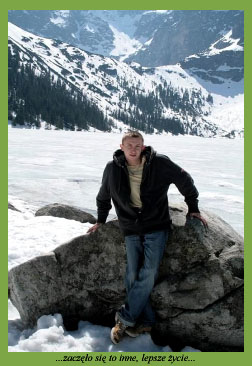 ...zaczęło się to inne, lepsze życie...